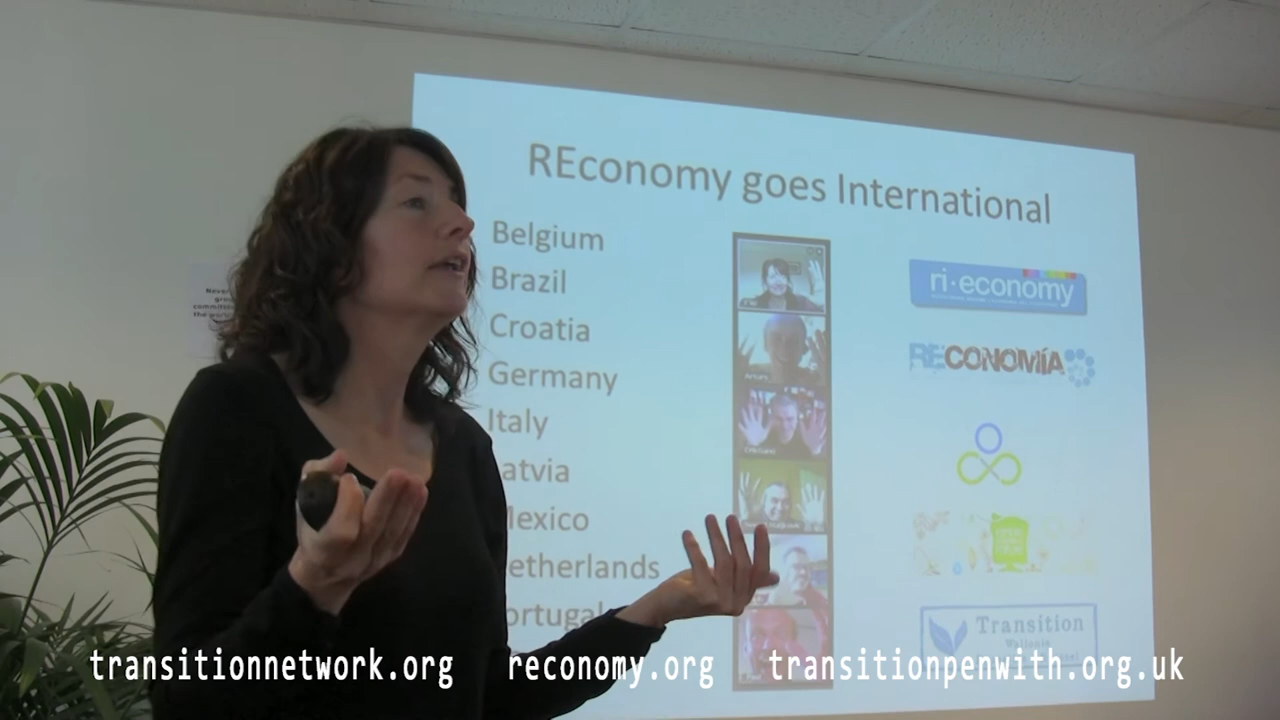 REconomy goes International
Belgium
Brazil
Croatia
Germany
Italy
atvia
Mexico
etherlands
ortugal
ri·economy
RECONOMÍA
Transition
transitionnetwork.org reconomy.org transitionpenwith.org.uk